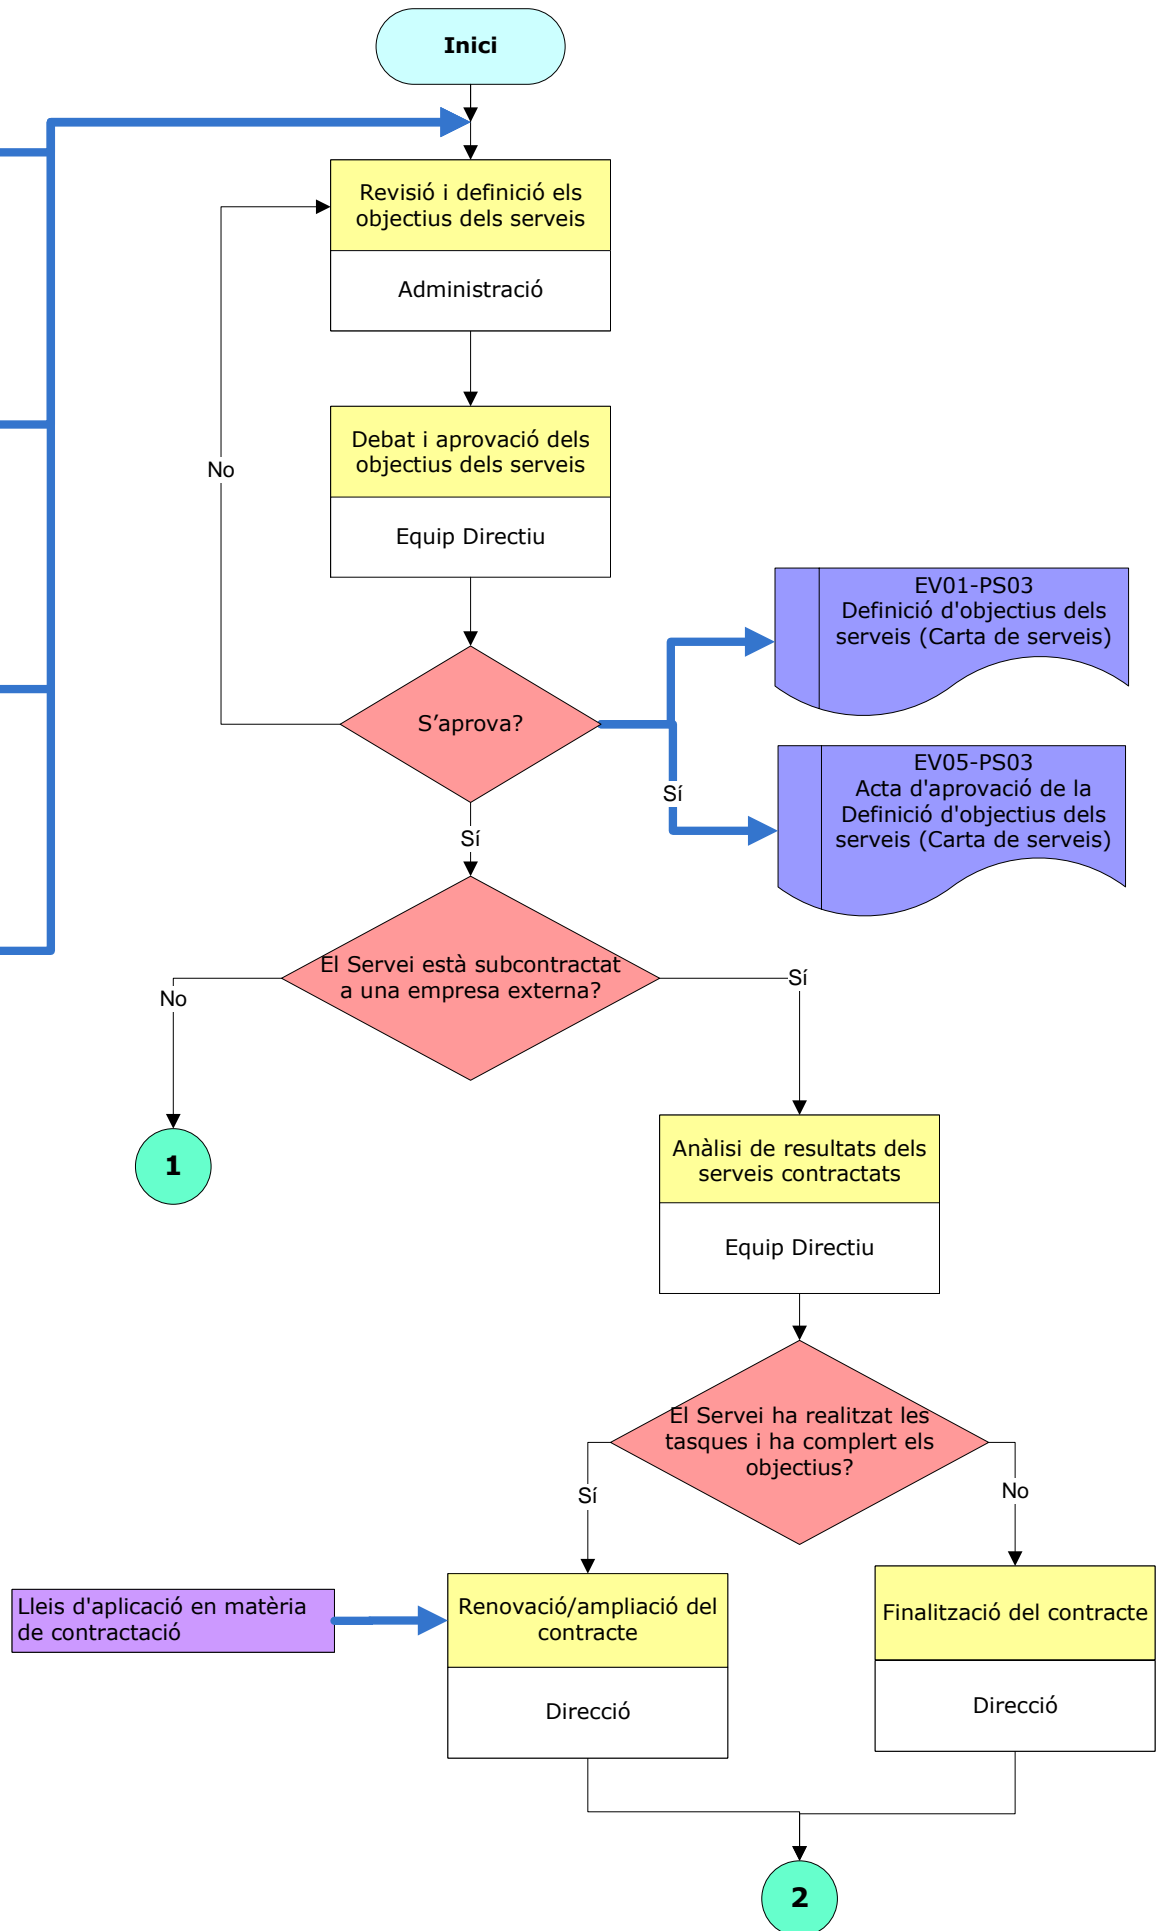 Inici
Revisió i definició els
objectius dels serveis
Administració
Debat i aprovació dels
objectius dels serveis
Equip Directiu
No
EV01-PS03
Definició d'objectius dels
serveis (Carta de serveis)
S’aprova?
EV05-PS03
Acta d'aprovació de la
Definició d'objectius dels
serveis (Carta de serveis)
Sí
Sí
El Servei està subcontractat
a una empresa externa?
No
Sí
1
Anàlisi de resultats dels
serveis contractats
Equip Directiu
El Servei ha realitzat les
tasques i ha complert els
objectius?
Sí
No
Lleis d'aplicació en matèria
de contractació
Renovació/ampliació del
contracte
Direcció
Finalització del contracte
Direcció
2